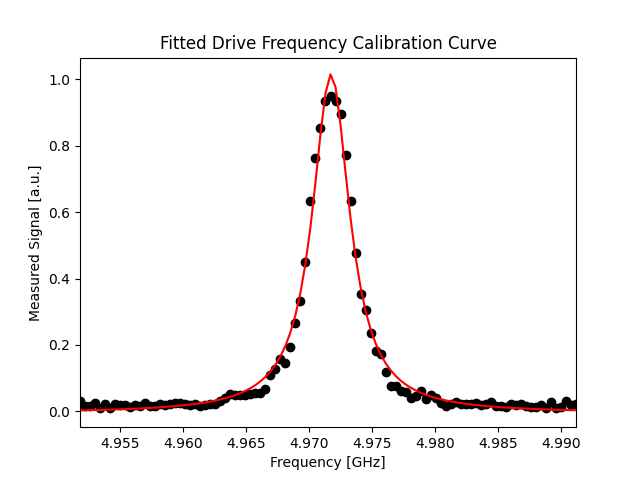 Fitted Drive Frequency Calibration Curve
1.0
0.8
0.6
0.4
0.2
0.0
Measured Signal [a.u.]
4.955 4.960 4.965 4.970 4.975 4.980 4.985 4.990
Frequency [GHz]